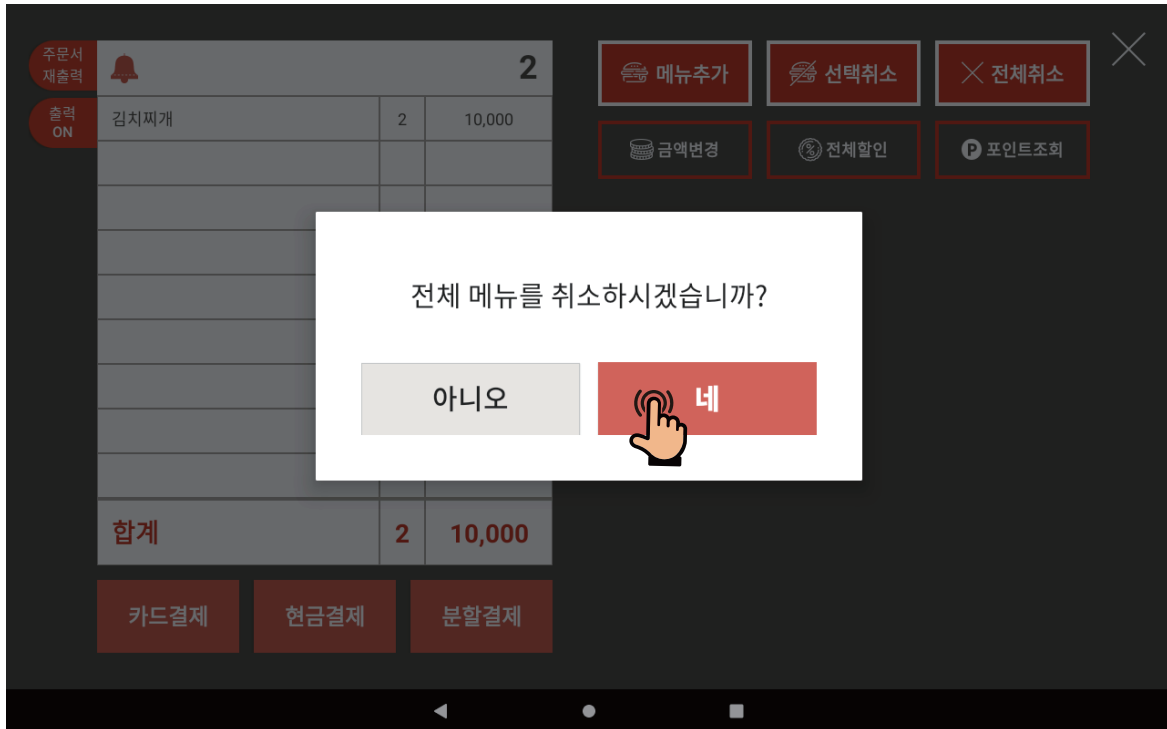 주문서
재출력
2
메뉴추가
선택취소
전체취소
출력
ON
김치찌개 2 10,000
금액변경
전체할인
P 포인트조회
전체 메뉴를 취소하시겠습니까?
아니오
네
합계 2 10,000
카드결제
현금결제
분할결제